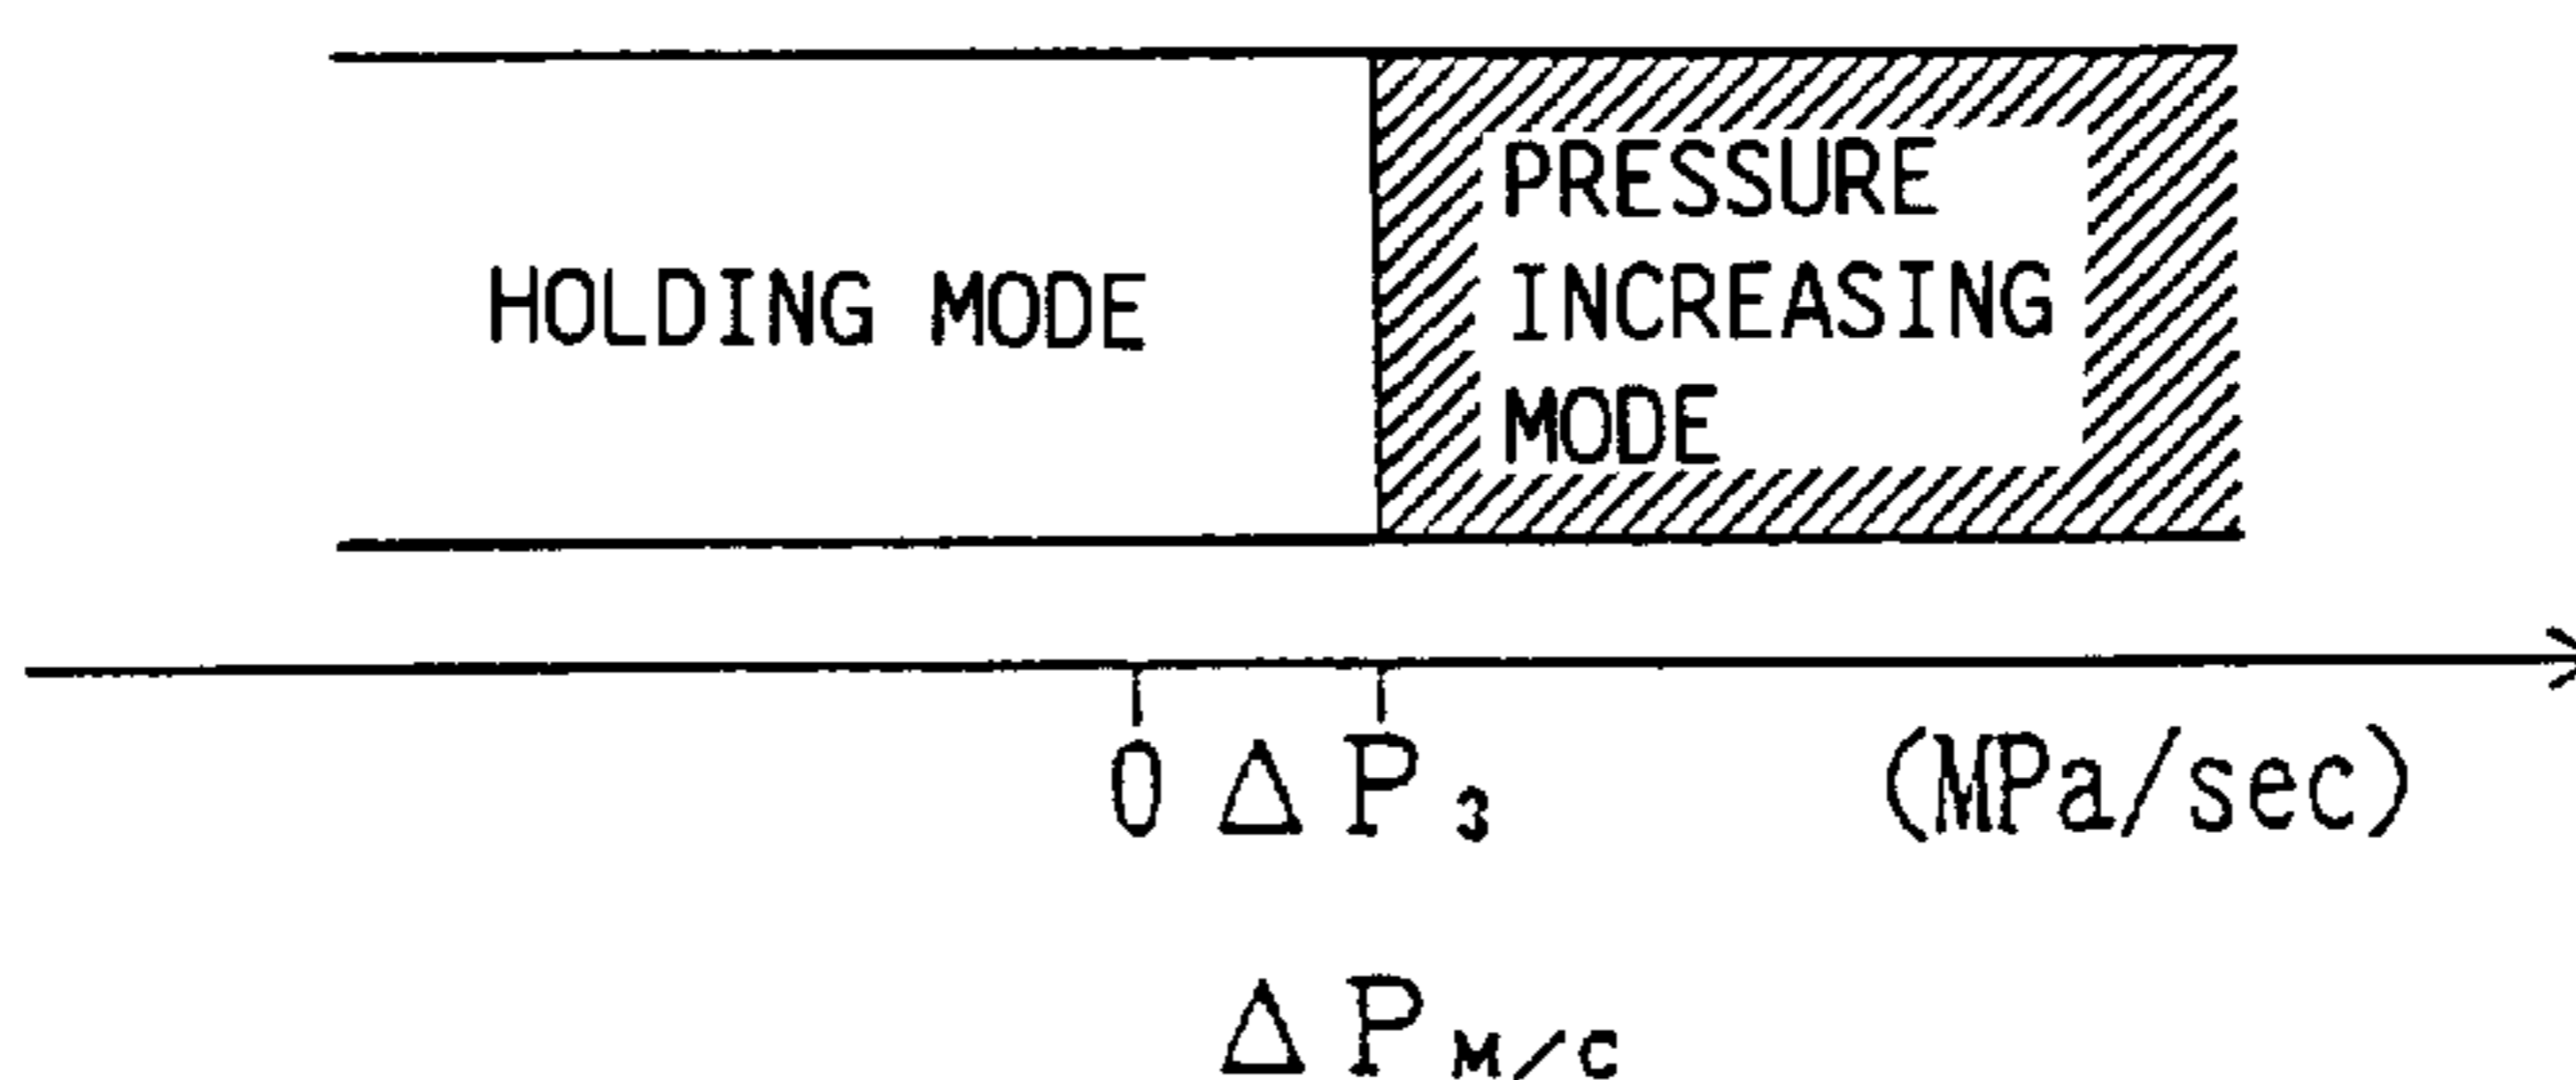 HOLDING MODE
PRESSURE
INCREASING
MODE
0 ΔP₃ (MPa/sec)
ΔP_M/C